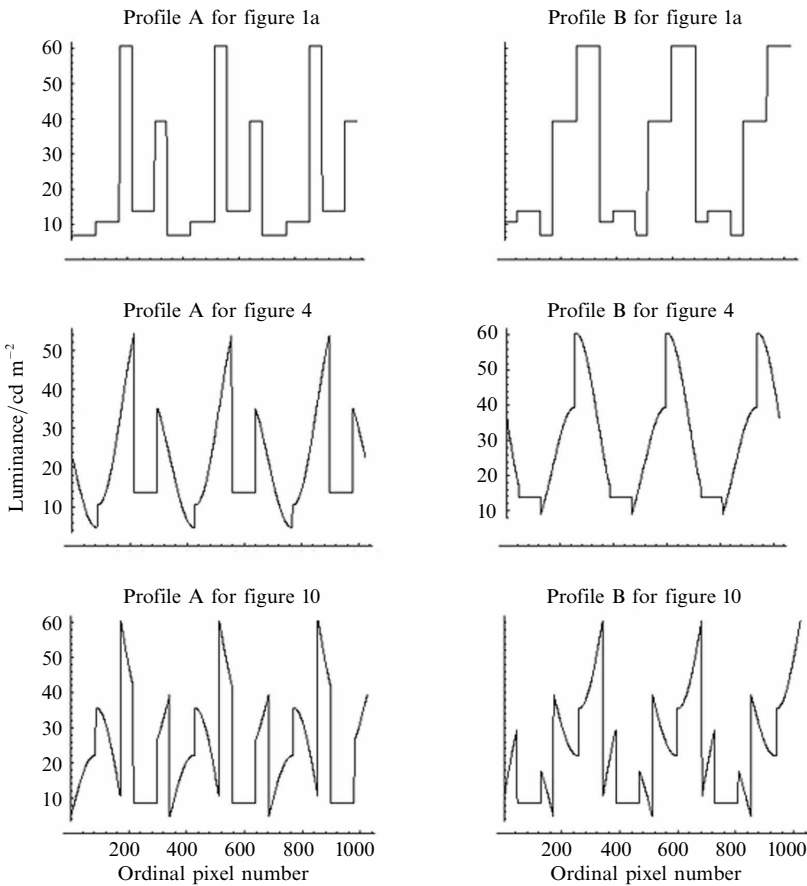 Profile A for figure 1a
Profile B for figure 1a
60
50
40
30
20
10
Profile A for figure 4
Profile B for figure 4
50
40
30
20
10
60
50
40
30
20
10
Luminance/cd m⁻²
Profile A for figure 10
Profile B for figure 10
60
50
40
30
20
10
200 400 600 800 1000
Ordinal pixel number
200 400 600 800 1000
Ordinal pixel number